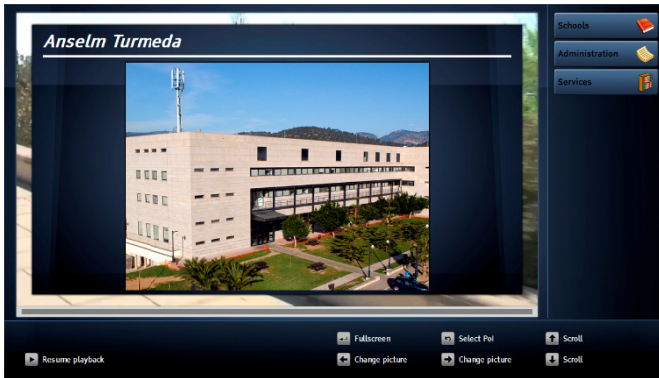 Anselm Turmeda
Schools
Administration
Services
Fullscreen
Select PoI
Scroll
Resume playback
Change picture
Change picture
Scroll